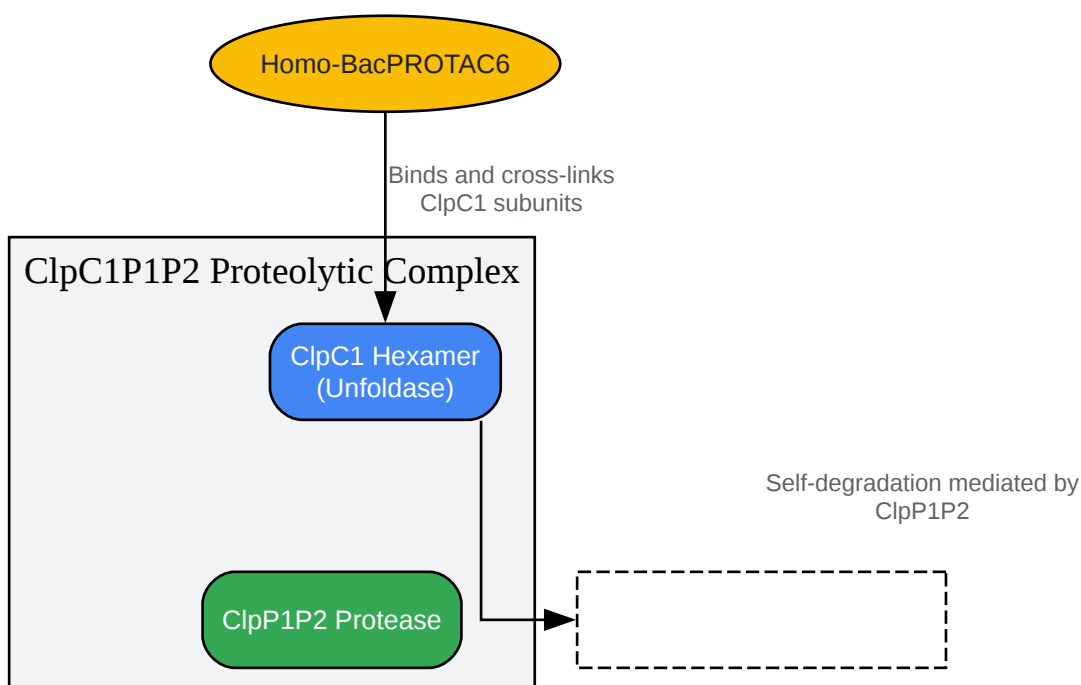 Homo-BacPROTAC6
Binds and cross-links
ClpC1 subunits
ClpC1P1P2 Proteolytic Complex
ClpC1 Hexamer
(Unfoldase)
Self-degradation mediated by
ClpP1P2
ClpP1P2 Protease